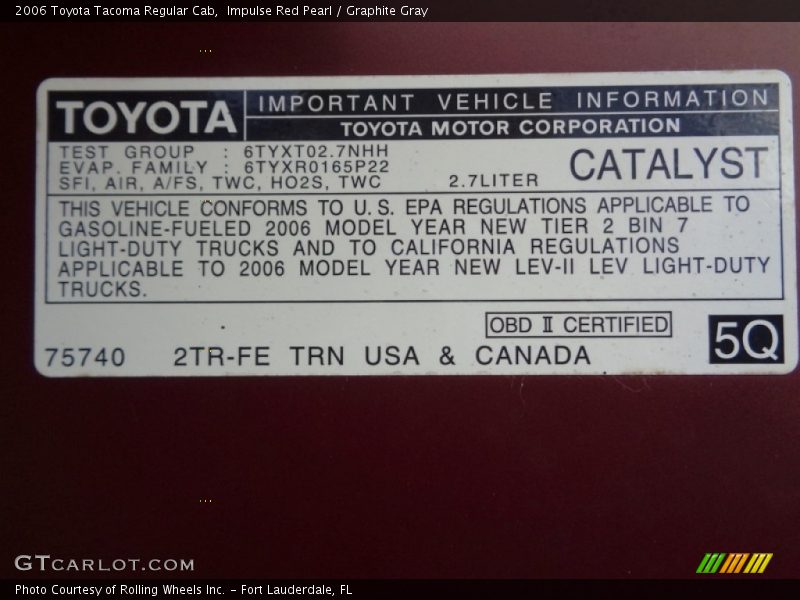 2006 Toyota Tacoma Regular Cab,  Impulse Red Pearl / Graphite Gray
TOYOTA
IMPORTANT VEHICLE INFORMATION
TOYOTA MOTOR CORPORATION
TEST GROUP : 6TYXT02.7NHH
EVAP. FAMILY : 6TYXR0165P22
SFI, AIR, A/FS, TWC, HO2S, TWC 2.7LITER
CATALYST
THIS VEHICLE CONFORMS TO U.S. EPA REGULATIONS APPLICABLE TO
GASOLINE-FUELED 2006 MODEL YEAR NEW TIER 2 BIN 7
LIGHT-DUTY TRUCKS AND TO CALIFORNIA REGULATIONS
APPLICABLE TO 2006 MODEL YEAR NEW LEV-II LEV LIGHT-DUTY
TRUCKS.
OBD II CERTIFIED
75740 2TR-FE TRN USA & CANADA
5Q
GTCARLOT.COM
Photo Courtesy of Rolling Wheels Inc. - Fort Lauderdale, FL